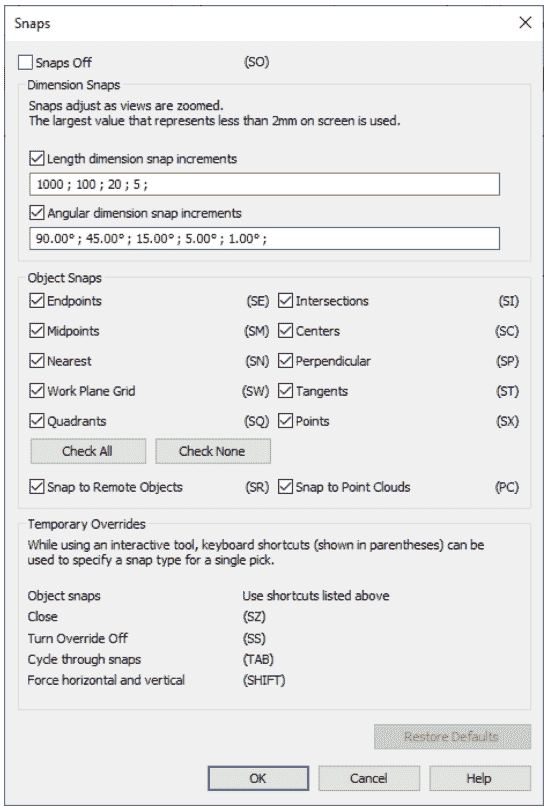 Snaps
Snaps Off (SO)
Dimension Snaps
Snaps adjust as views are zoomed.
The largest value that represents less than 2mm on screen is used.
Length dimension snap increments
1000 ; 100 ; 20 ; 5 ;
Angular dimension snap increments
90.00° ; 45.00° ; 15.00° ; 5.00° ; 1.00° ;
Object Snaps
Endpoints (SE) Intersections (SI)
Midpoints (SM) Centers (SC)
Nearest (SN) Perpendicular (SP)
Work Plane Grid (SW) Tangents (ST)
Quadrants (SQ) Points (SX)
Check All Check None
Snap to Remote Objects (SR) Snap to Point Clouds (PC)
Temporary Overrides
While using an interactive tool, keyboard shortcuts (shown in parentheses) can be
used to specify a snap type for a single pick.
Object snaps Use shortcuts listed above
Close (SZ)
Turn Override Off (SS)
Cycle through snaps (TAB)
Force horizontal and vertical (SHIFT)
Restore Defaults
OK Cancel Help